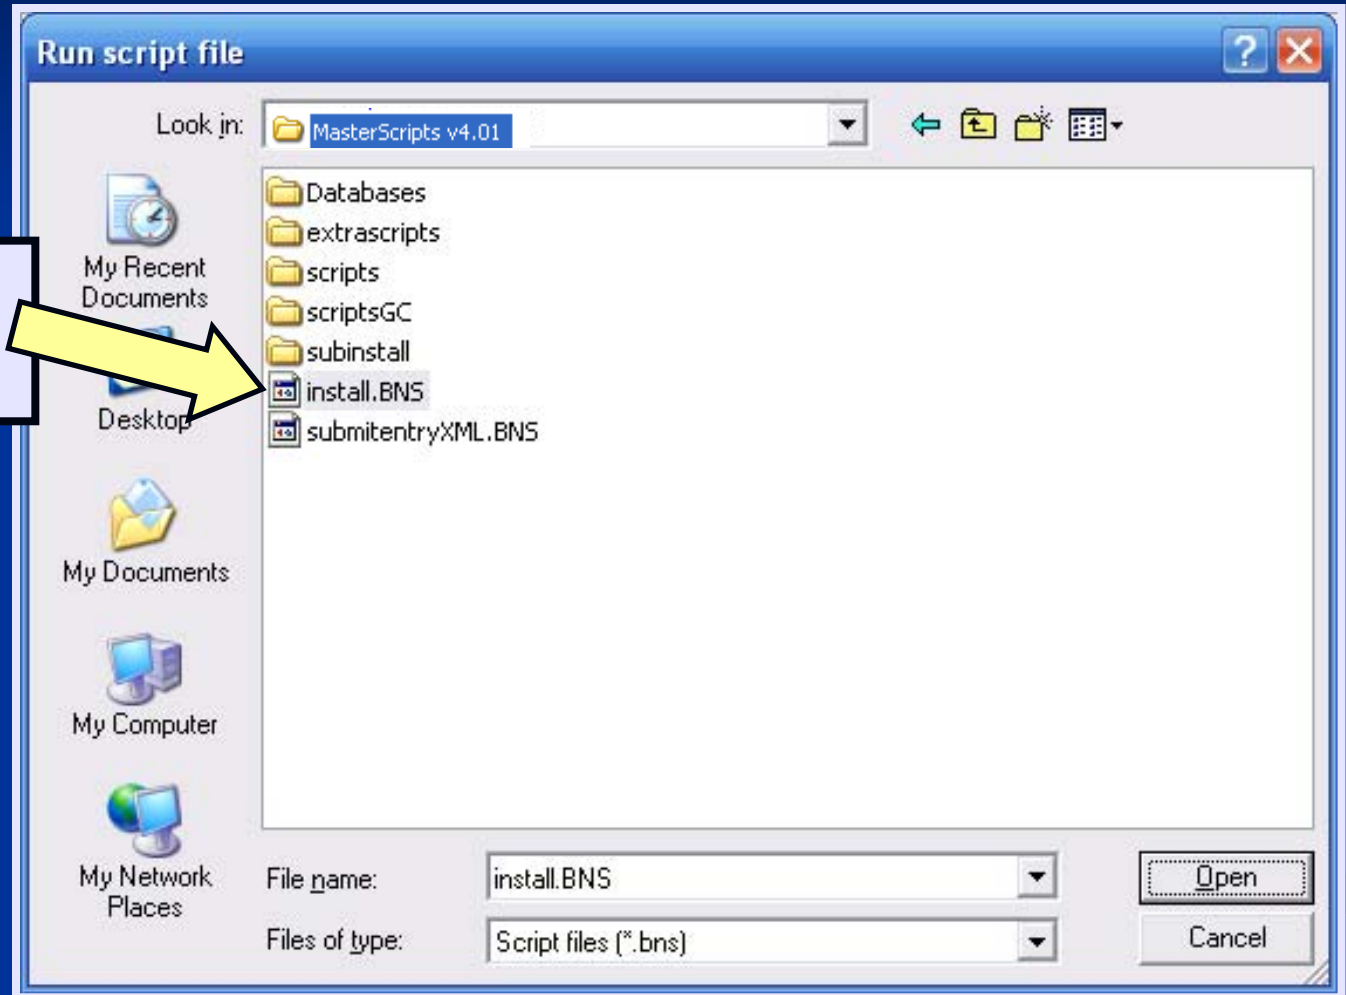 Run script file
Look in: MasterScripts v4.01
Databases
extrascripts
scripts
scriptsGC
subinstall
install.BNS
submitentryXML.BNS
My Recent
Documents
Desktop
My Documents
My Computer
My Network
Places
File name: install.BNS
Open
Files of type: Script files (*.bns)
Cancel